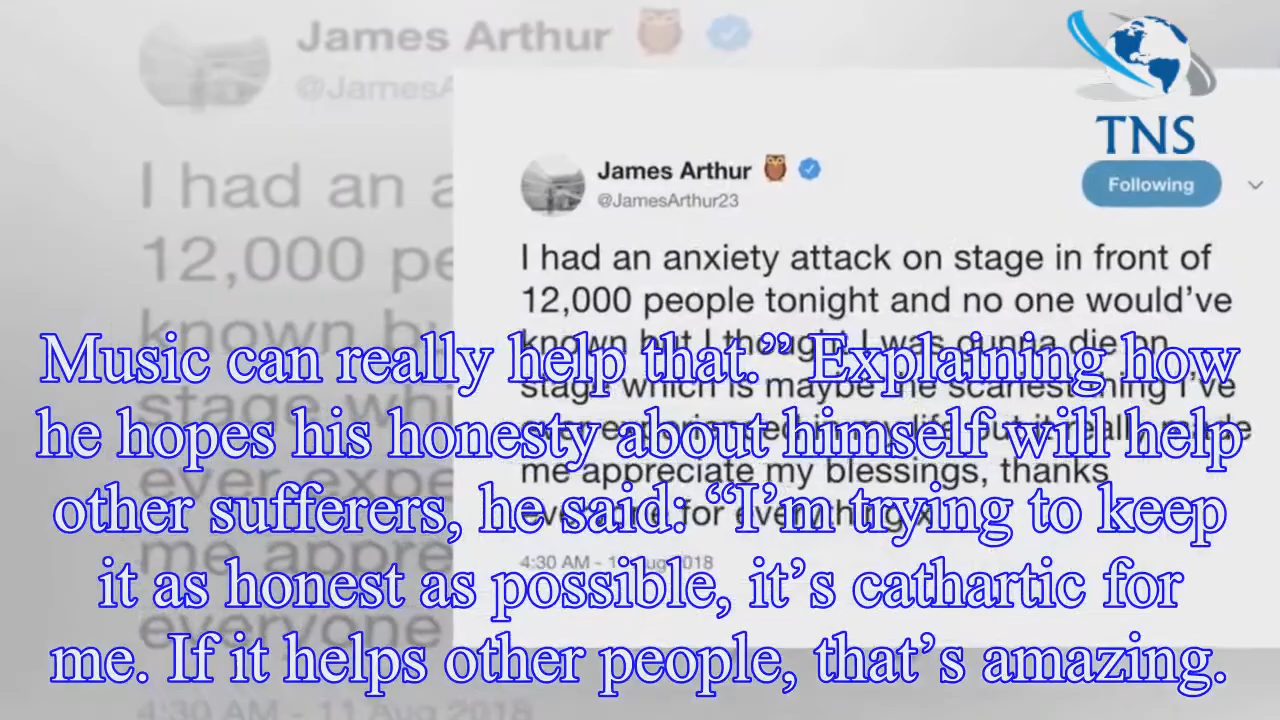 James Arthur
@JamesA
I had an a
12,000 pe
known bu
stage whi
ever expe
me appre
everyone
4:30 AM - 11 Aug 2018
TNS
James Arthur
@JamesArthur23
Following
I had an anxiety attack on stage in front of
12,000 people tonight and no one would've
known but I thought I was gunna die on
stage which is maybe the scariest thing I've
ever experienced in my life but it really made
me appreciate my blessings, thanks
everyone for everything x
4:30 AM - 11 Aug 2018
Music can really help that.” Explaining how
he hopes his honesty about himself will help
other sufferers, he said: “I’m trying to keep
it as honest as possible, it’s cathartic for
me. If it helps other people, that’s amazing.